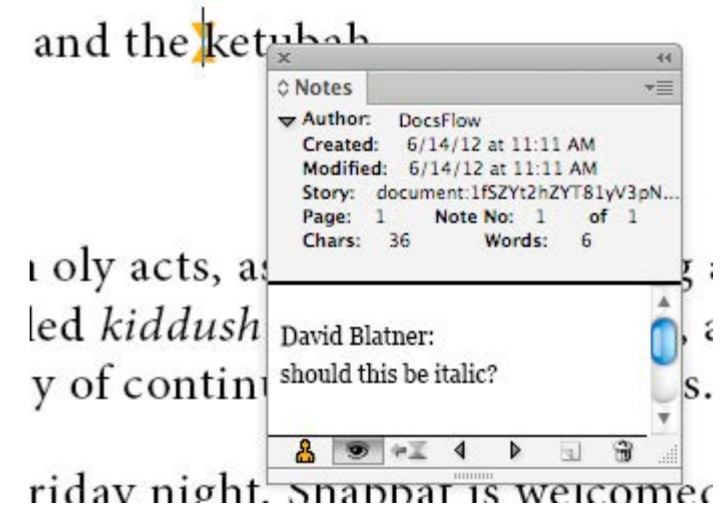 and the ketubah
Notes
Author: DocsFlow
Created: 6/14/12 at 11:11 AM
Modified: 6/14/12 at 11:11 AM
Story: document:1fSZYt2hZYT81yV3pN...
Page: 1 Note No: 1 of 1
Chars: 36 Words: 6
oly acts, as
led kiddush , a
y of contin s.
David Blatner:
should this be italic?
riday night. Shabbat is welcomed